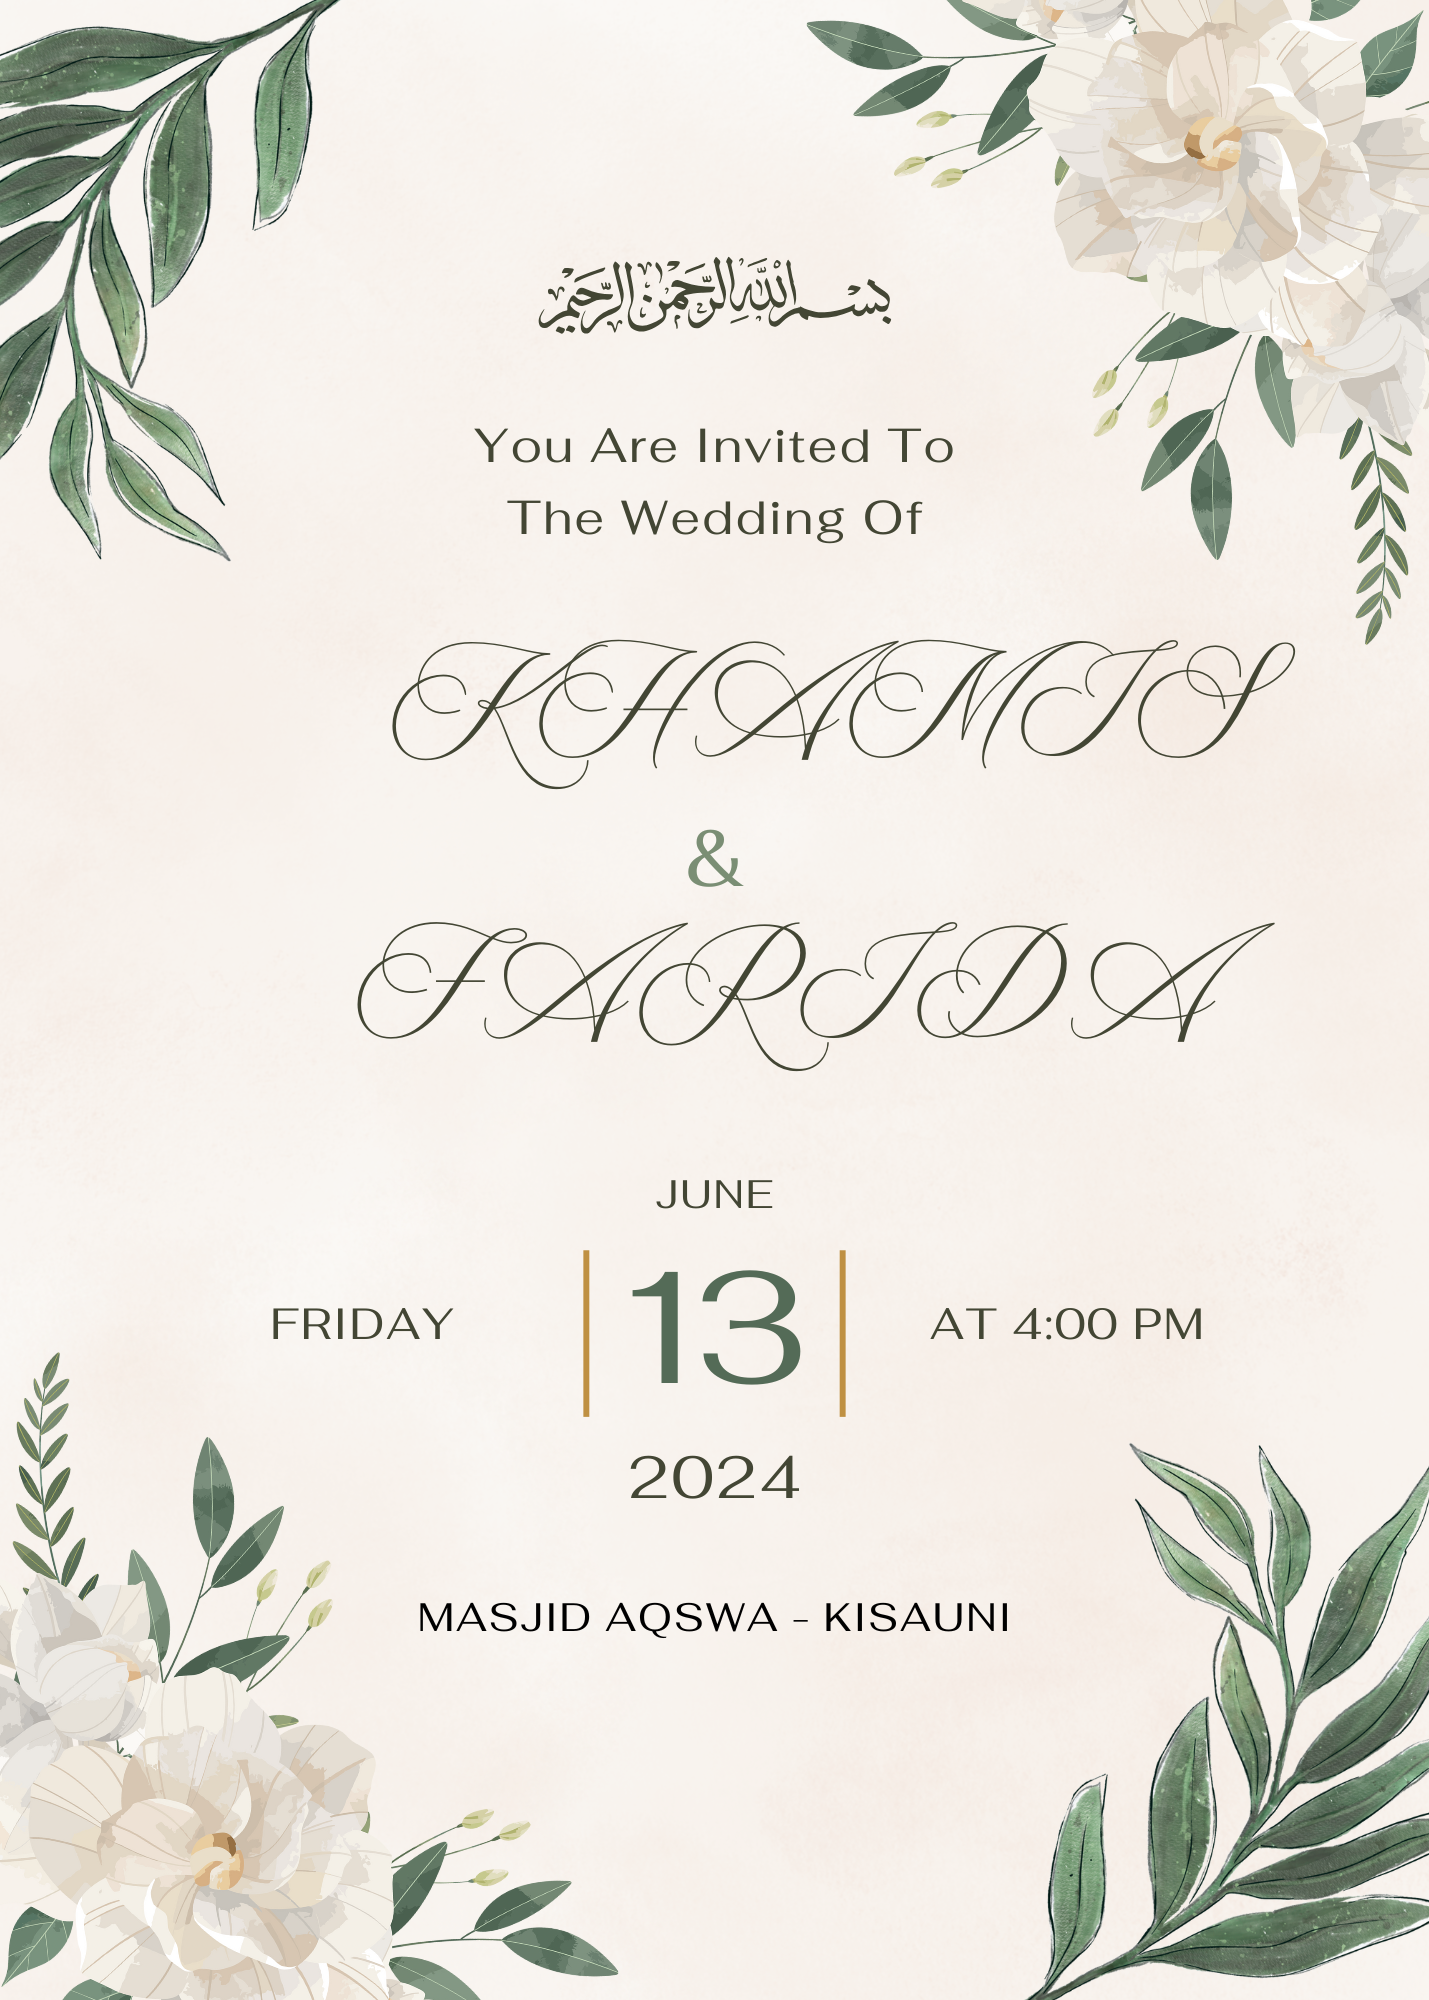 بسم الله الرحمن الرحيم
You Are Invited To
The Wedding Of
KHAMIS
&
FARIDA
JUNE
FRIDAY
13
AT 4:00 PM
2024
MASJID AQSWA - KISAUNI